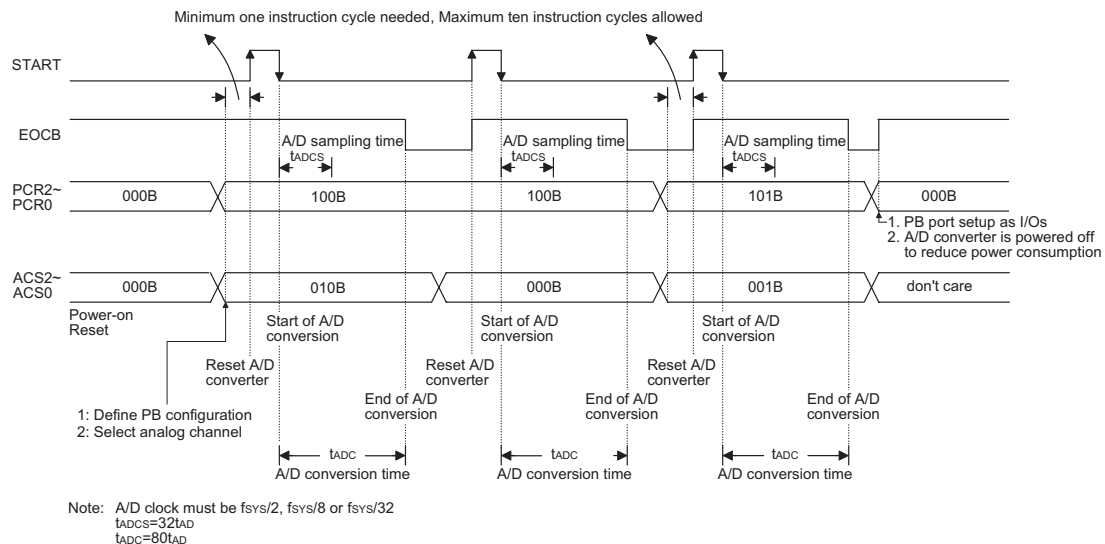 Minimum one instruction cycle needed, Maximum ten instruction cycles allowed
START
EOCB
A/D sampling time
tADCS
A/D sampling time
tADCS
A/D sampling time
tADCS
PCR2~
PCR0
000B
100B
100B
101B
000B
1. PB port setup as I/Os
2. A/D converter is powered off
to reduce power consumption
ACS2~
ACS0
000B
010B
000B
001B
don't care
Power-on
Reset
Start of A/D
conversion
Start of A/D
conversion
Start of A/D
conversion
Reset A/D
converter
Reset A/D
converter
Reset A/D
converter
1: Define PB configuration
2: Select analog channel
End of A/D
conversion
End of A/D
conversion
End of A/D
conversion
tADC
A/D conversion time
tADC
A/D conversion time
tADC
A/D conversion time
Note: A/D clock must be fSYS/2, fSYS/8 or fSYS/32
tADCS=32tAD
tADC=80tAD